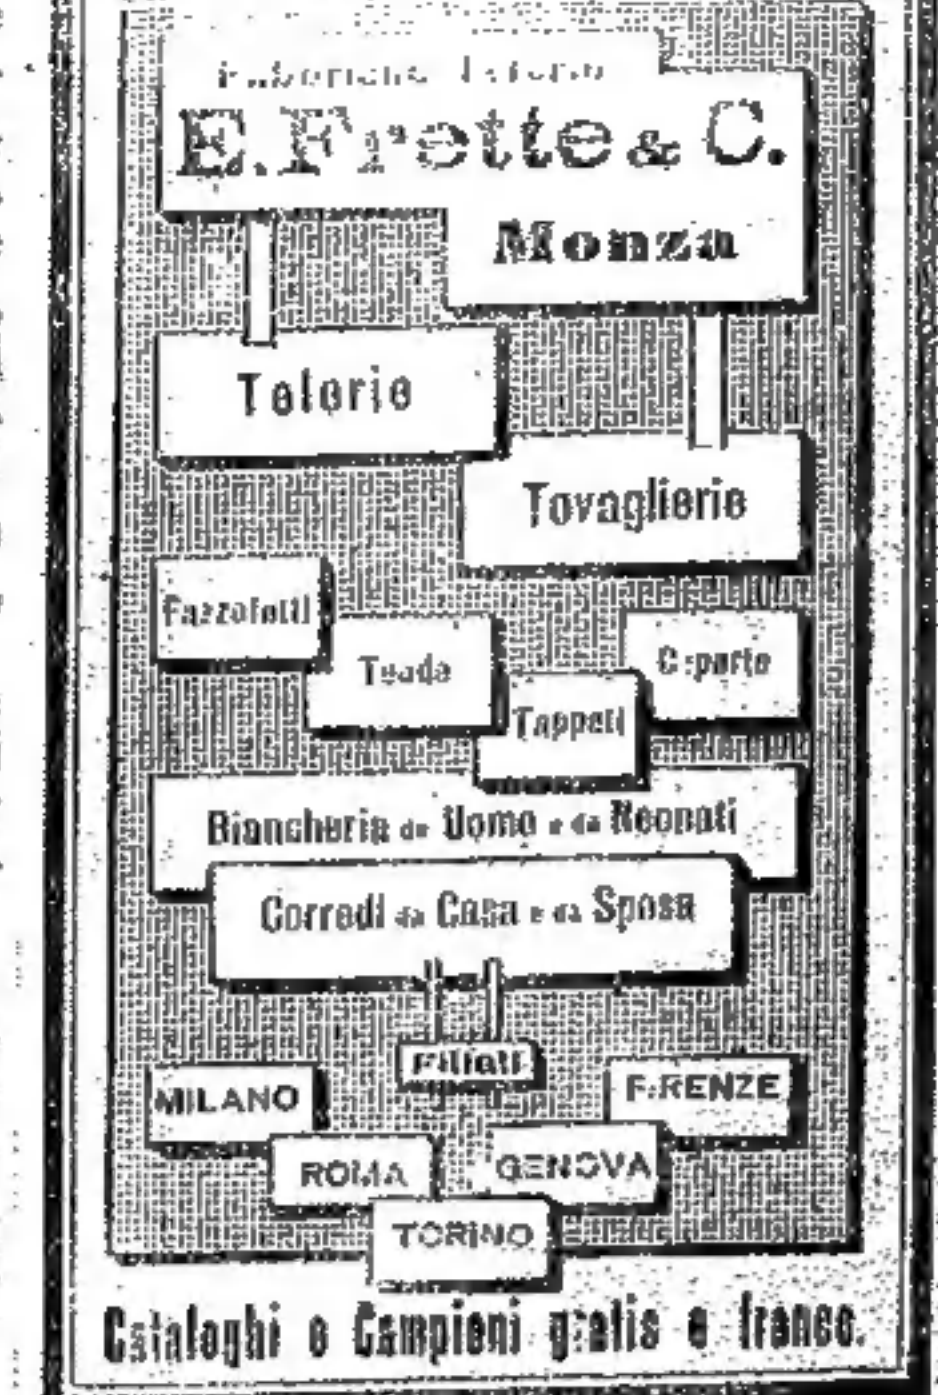 Fabbriche Telerie
E. Frette & C.
Monza
Telerie
Tovaglierie
Fazzoletti
Tende
Coperte
Tappeti
Biancheria da Uomo e da Neonati
Corredi da Casa e da Sposa
Filiali
MILANO
FIRENZE
ROMA
GENOVA
TORINO
Cataloghi e Campioni gratis e franco.